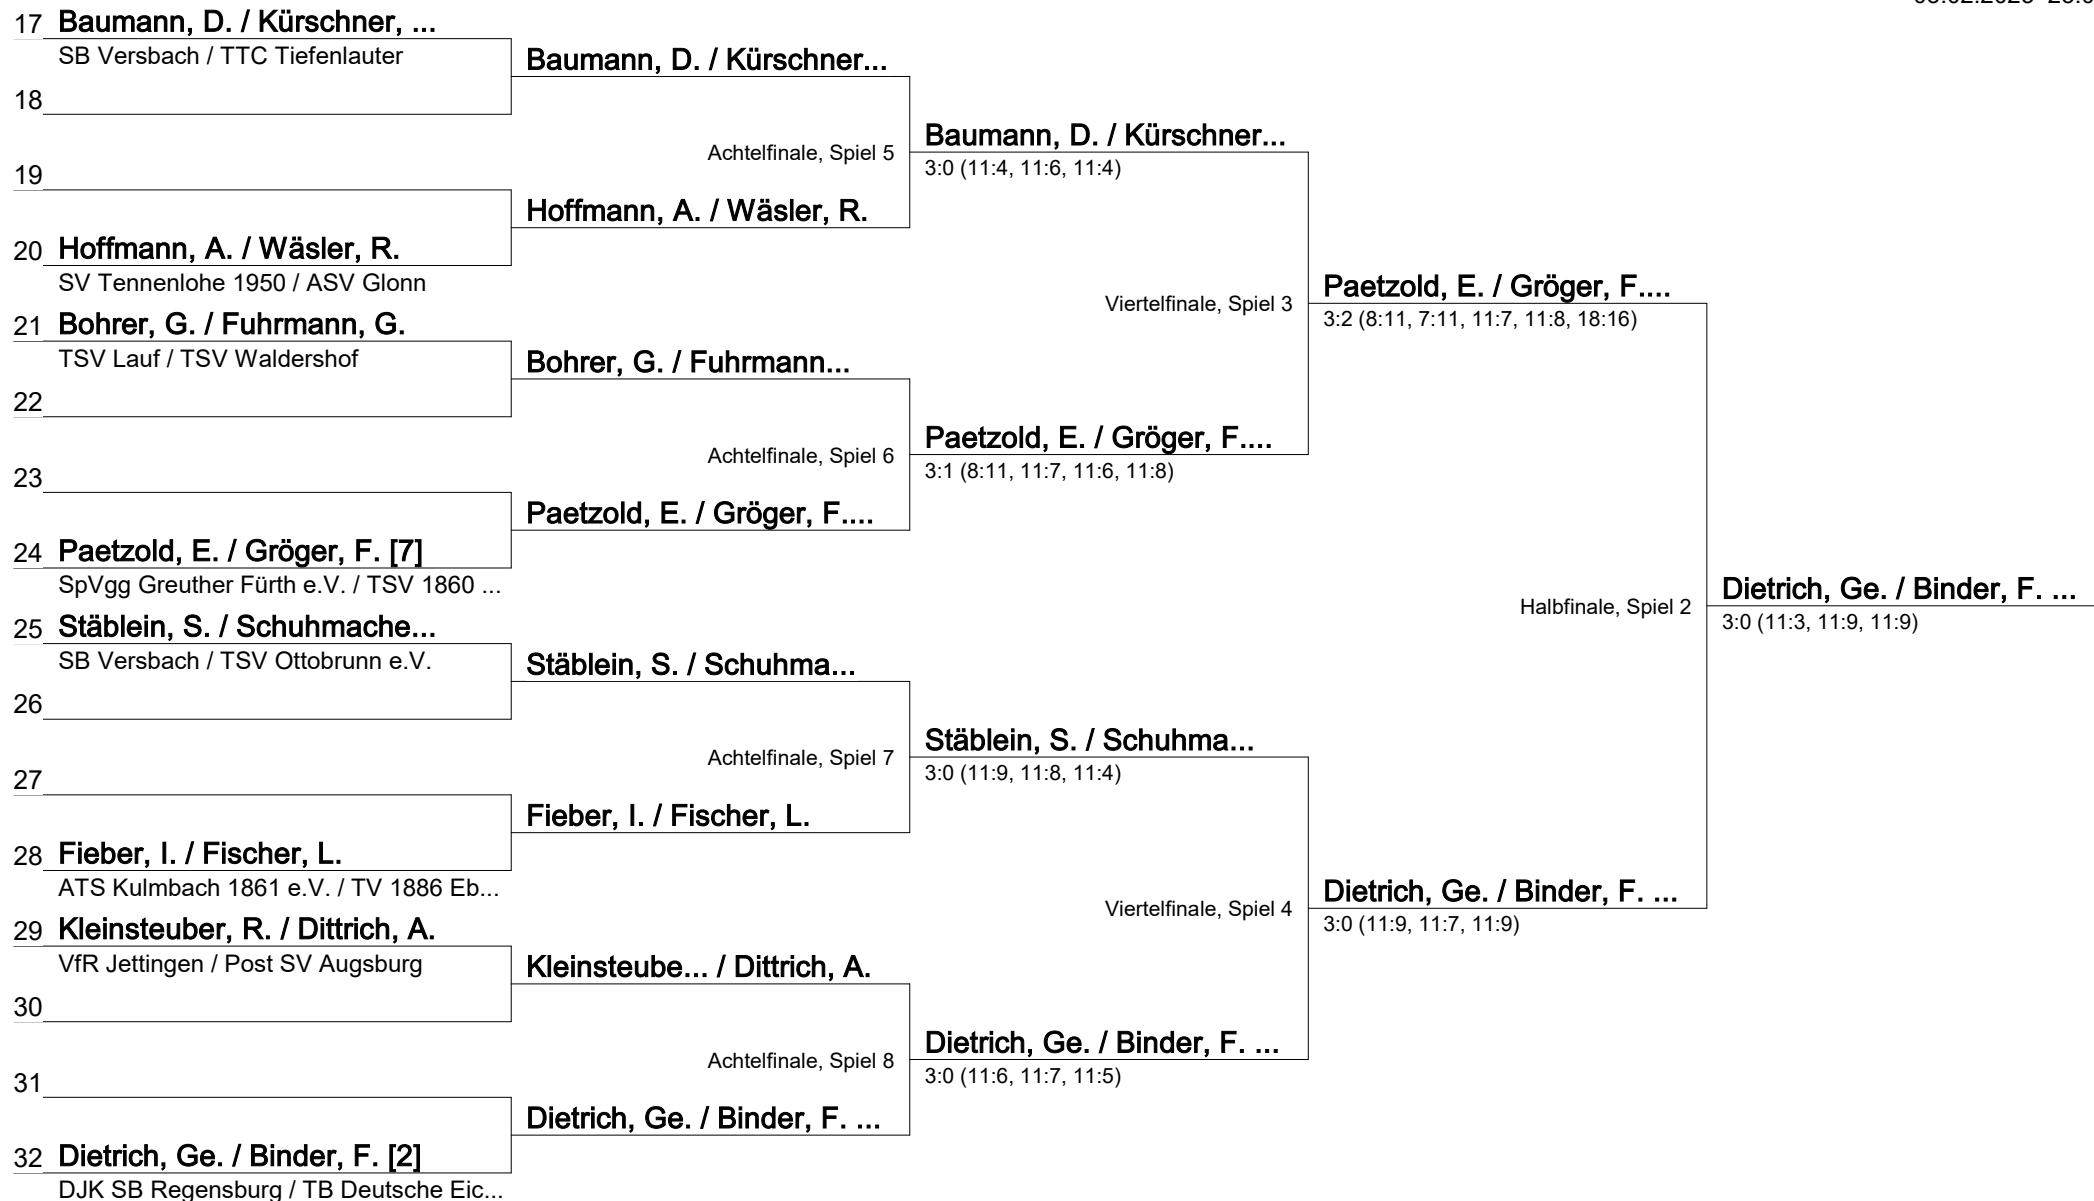 17 Baumann, D. / Kürschner, ...
SB Versbach / TTC Tiefenlauter
Baumann, D. / Kürschner...
18
Baumann, D. / Kürschner...
Achtelfinale, Spiel 5
3:0 (11:4, 11:6, 11:4)
19
Hoffmann, A. / Wäsler, R.
20 Hoffmann, A. / Wäsler, R.
SV Tennenlohe 1950 / ASV Glonn
Paetzold, E. / Gröger, F....
Viertelfinale, Spiel 3
3:2 (8:11, 7:11, 11:7, 11:8, 18:16)
21 Bohrer, G. / Fuhrmann, G.
TSV Lauf / TSV Waldershof
Bohrer, G. / Fuhrmann...
22
Paetzold, E. / Gröger, F....
Achtelfinale, Spiel 6
3:1 (8:11, 11:7, 11:6, 11:8)
23
Paetzold, E. / Gröger, F....
24 Paetzold, E. / Gröger, F. [7]
SpVgg Greuther Fürth e.V. / TSV 1860 ...
Dietrich, Ge. / Binder, F. ...
Halbfinale, Spiel 2
3:0 (11:3, 11:9, 11:9)
25 Stäblein, S. / Schuhmache...
SB Versbach / TSV Ottobrunn e.V.
Stäblein, S. / Schuhma...
26
Stäblein, S. / Schuhma...
Achtelfinale, Spiel 7
3:0 (11:9, 11:8, 11:4)
27
Fieber, I. / Fischer, L.
28 Fieber, I. / Fischer, L.
ATS Kulmbach 1861 e.V. / TV 1886 Eb...
Dietrich, Ge. / Binder, F. ...
Viertelfinale, Spiel 4
3:0 (11:9, 11:7, 11:9)
29 Kleinsteuber, R. / Dittrich, A.
VfR Jettingen / Post SV Augsburg
Kleinsteube... / Dittrich, A.
30
Dietrich, Ge. / Binder, F. ...
Achtelfinale, Spiel 8
3:0 (11:6, 11:7, 11:5)
31
Dietrich, Ge. / Binder, F. ...
32 Dietrich, Ge. / Binder, F. [2]
DJK SB Regensburg / TB Deutsche Eic...